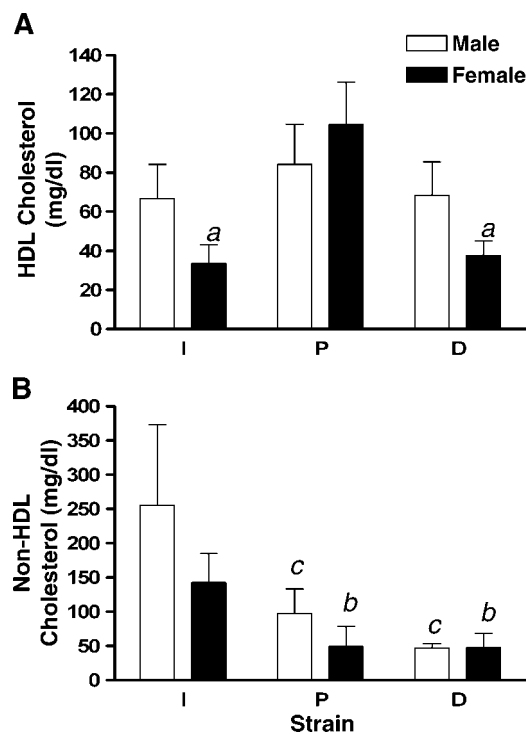 A
Male
Female
HDL Cholesterol
(mg/dl)
140
120
100
80
60
40
20
0
a
a
I P D
B
Non-HDL
Cholesterol (mg/dl)
400
350
300
250
200
150
100
50
0
c b c b
I P D
Strain